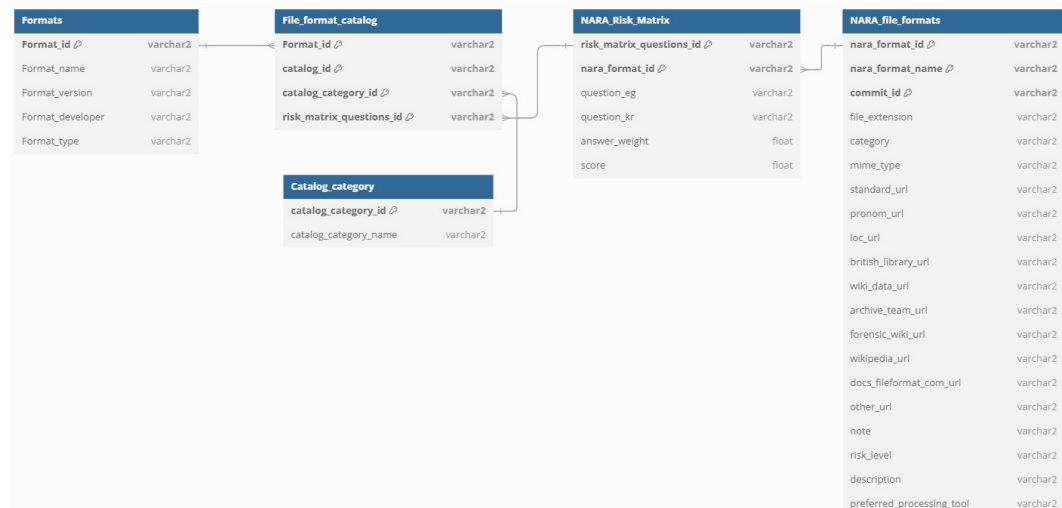 Formats
Format_id varchar2
Format_name varchar2
Format_version varchar2
Format_developer varchar2
Format_type varchar2
File_format_catalog
Format_id varchar2
catalog_id varchar2
catalog_category_id varchar2
risk_matrix_questions_id varchar2
Catalog_category
catalog_category_id varchar2
catalog_category_name varchar2
NARA_Risk_Matrix
risk_matrix_questions_id varchar2
nara_format_id varchar2
question_eg varchar2
question_kr varchar2
answer_weight float
score float
NARA_file_formats
nara_format_id varchar2
nara_format_name varchar2
commit_id varchar2
file_extension varchar2
category varchar2
mime_type varchar2
standard_url varchar2
pronom_url varchar2
loc_url varchar2
british_library_url varchar2
wiki_data_url varchar2
archive_team_url varchar2
forensic_wiki_url varchar2
wikipedia_url varchar2
docs_fileformat_com_url varchar2
other_url varchar2
note varchar2
risk_level varchar2
description varchar2
preferred_processing_tool varchar2